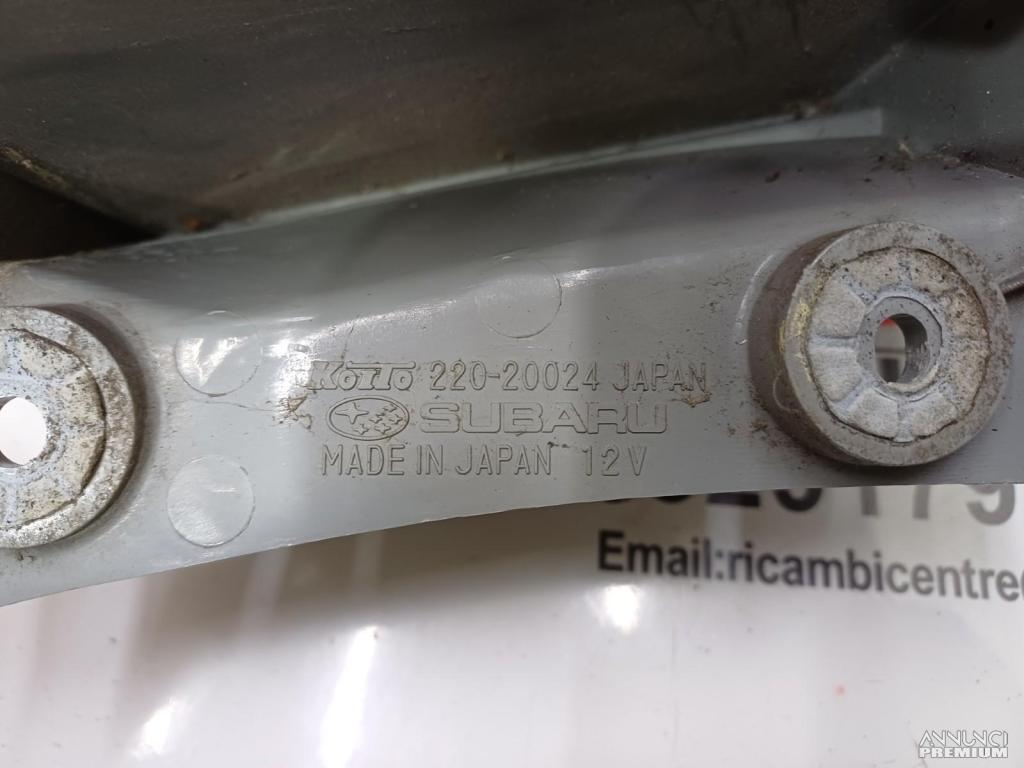 KOITO 220-20024 JAPAN
SUBARU
MADE IN JAPAN 12V
Email:ricambicentre
ANNUNCI
PREMIUM